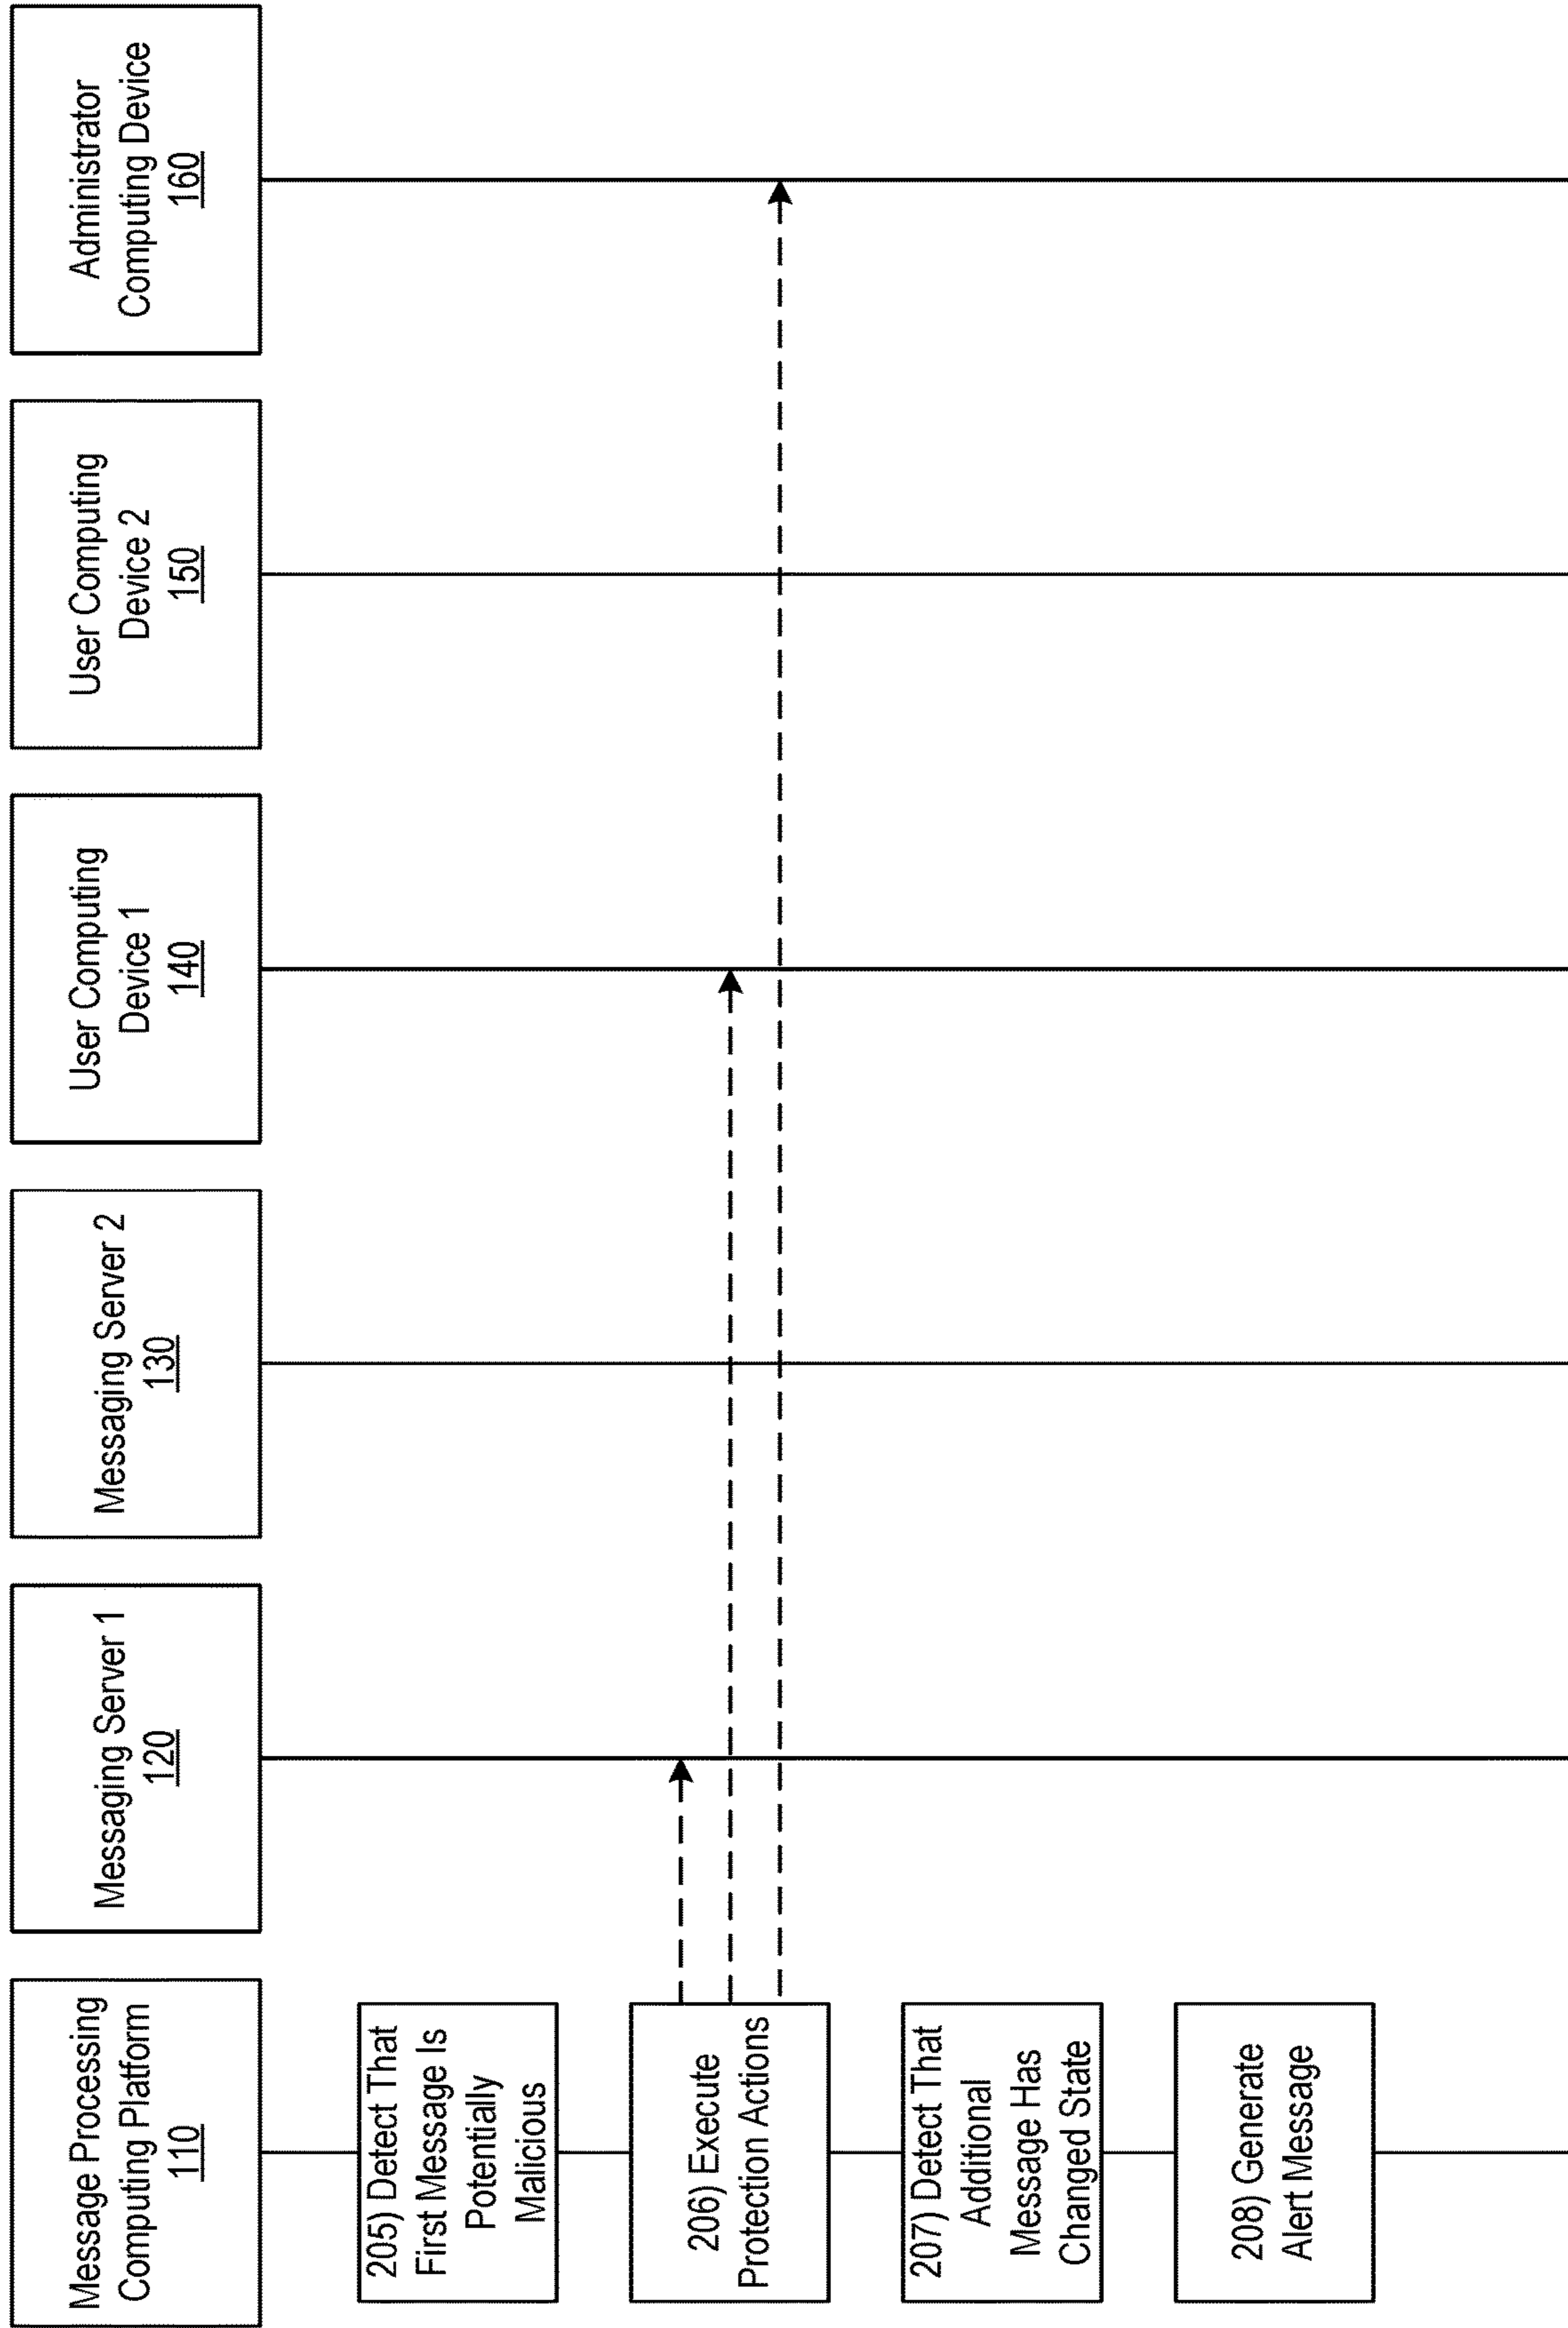 Message Processing
Computing Platform
110
Messaging Server 1
120
Messaging Server 2
130
User Computing
Device 1
140
User Computing
Device 2
150
Administrator
Computing Device
160
205) Detect That
First Message Is
Potentially
Malicious
206) Execute
Protection Actions
207) Detect That
Additional
Message Has
Changed State
208) Generate
Alert Message